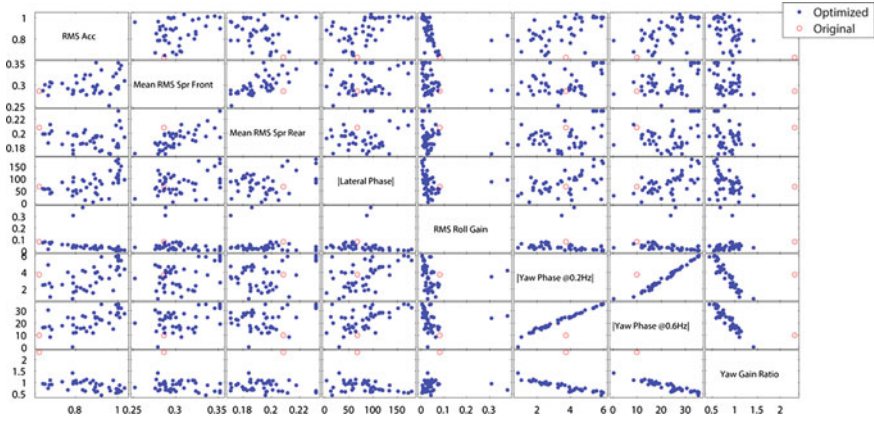 Optimized
Original
1
0.8
RMS Acc
0.35
0.3
0.25
Mean RMS Spr Front
0.22
0.2
0.18
Mean RMS Spr Rear
150
100
50
0
|Lateral Phase|
0.3
0.1
0
RMS Roll Gain
6
4
2
|Yaw Phase @0.2Hz|
30
20
10
0
|Yaw Phase @0.6Hz|
2
1.5
1
0.5
Yaw Gain Ratio
0.8 1 0.25 0.3 0.35 0.18 0.2 0.22 0 50 100 150 0 0.1 0.3 2 4 6 0 10 20 30 0.5 1 2